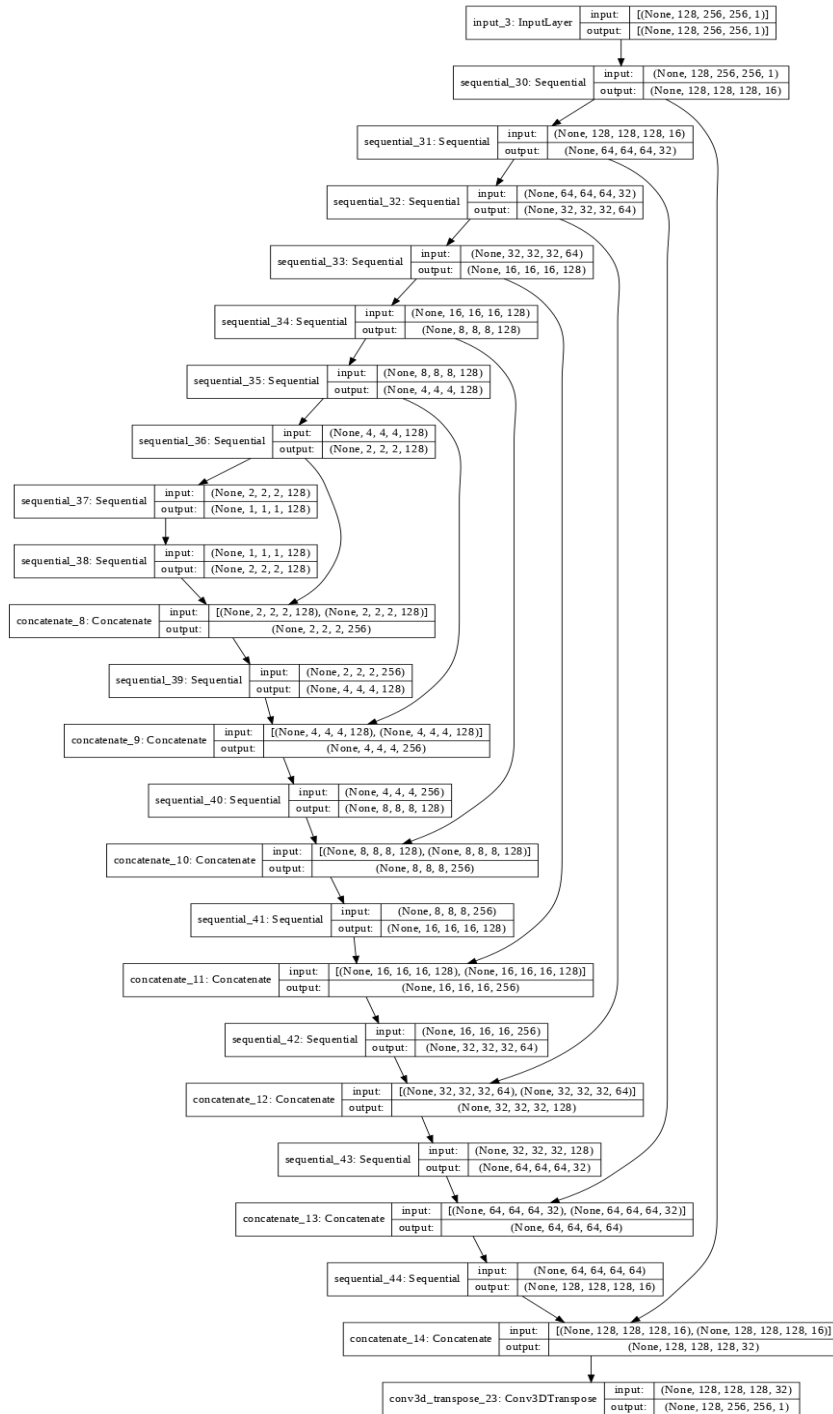 input_3: InputLayer input: [(None, 128, 256, 256, 1)]
output: [(None, 128, 256, 256, 1)]
sequential_30: Sequential input: (None, 128, 256, 256, 1)
output: (None, 128, 128, 128, 16)
sequential_31: Sequential input: (None, 128, 128, 128, 16)
output: (None, 64, 64, 64, 32)
sequential_32: Sequential input: (None, 64, 64, 64, 32)
output: (None, 32, 32, 32, 64)
sequential_33: Sequential input: (None, 32, 32, 32, 64)
output: (None, 16, 16, 16, 128)
sequential_34: Sequential input: (None, 16, 16, 16, 128)
output: (None, 8, 8, 8, 128)
sequential_35: Sequential input: (None, 8, 8, 8, 128)
output: (None, 4, 4, 4, 128)
sequential_36: Sequential input: (None, 4, 4, 4, 128)
output: (None, 2, 2, 2, 128)
sequential_37: Sequential input: (None, 2, 2, 2, 128)
output: (None, 1, 1, 1, 128)
sequential_38: Sequential input: (None, 1, 1, 1, 128)
output: (None, 2, 2, 2, 128)
concatenate_8: Concatenate input: [(None, 2, 2, 2, 128), (None, 2, 2, 2, 128)]
output: (None, 2, 2, 2, 256)
sequential_39: Sequential input: (None, 2, 2, 2, 256)
output: (None, 4, 4, 4, 128)
concatenate_9: Concatenate input: [(None, 4, 4, 4, 128), (None, 4, 4, 4, 128)]
output: (None, 4, 4, 4, 256)
sequential_40: Sequential input: (None, 4, 4, 4, 256)
output: (None, 8, 8, 8, 128)
concatenate_10: Concatenate input: [(None, 8, 8, 8, 128), (None, 8, 8, 8, 128)]
output: (None, 8, 8, 8, 256)
sequential_41: Sequential input: (None, 8, 8, 8, 256)
output: (None, 16, 16, 16, 128)
concatenate_11: Concatenate input: [(None, 16, 16, 16, 128), (None, 16, 16, 16, 128)]
output: (None, 16, 16, 16, 256)
sequential_42: Sequential input: (None, 16, 16, 16, 256)
output: (None, 32, 32, 32, 64)
concatenate_12: Concatenate input: [(None, 32, 32, 32, 64), (None, 32, 32, 32, 64)]
output: (None, 32, 32, 32, 128)
sequential_43: Sequential input: (None, 32, 32, 32, 128)
output: (None, 64, 64, 64, 32)
concatenate_13: Concatenate input: [(None, 64, 64, 64, 32), (None, 64, 64, 64, 32)]
output: (None, 64, 64, 64, 64)
sequential_44: Sequential input: (None, 64, 64, 64, 64)
output: (None, 128, 128, 128, 16)
concatenate_14: Concatenate input: [(None, 128, 128, 128, 16), (None, 128, 128, 128, 16)]
output: (None, 128, 128, 128, 32)
conv3d_transpose_23: Conv3DTranspose input: (None, 128, 128, 128, 32)
output: (None, 128, 256, 256, 1)